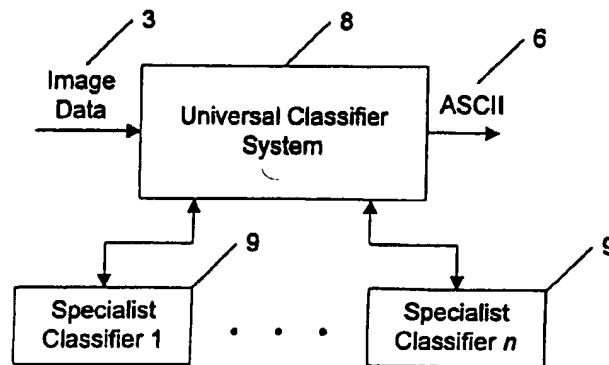 3
8
6
Image
Data
Universal Classifier
System
ASCII
9
9
Specialist
Classifier 1
. . .
Specialist
Classifier n